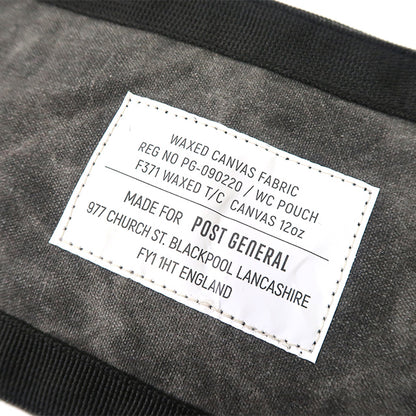 WAXED CANVAS FABRIC
REG NO PG-090220 / WC POUCH
F371 WAXED T/C CANVAS 12oz
MADE FOR POST GENERAL
977 CHURCH ST. BLACKPOOL LANCASHIRE
FY1 1HT ENGLAND